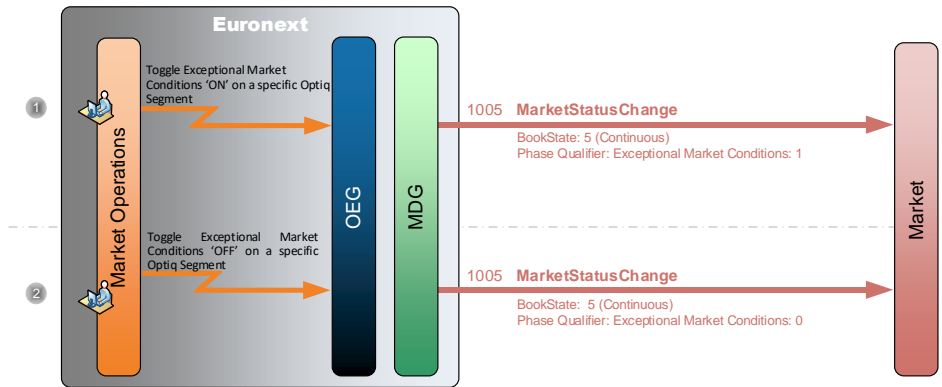 Euronext
Toggle Exceptional Market
Conditions ‘ON’ on a specific Optiq
Segment
1
1005 MarketStatusChange
BookState: 5 (Continuous)
Phase Qualifier: Exceptional Market Conditions: 1
Market Operations
OEG
MDG
Market
Toggle Exceptional Market
Conditions ‘OFF’ on a specific
Optiq Segment
2
1005 MarketStatusChange
BookState: 5 (Continuous)
Phase Qualifier: Exceptional Market Conditions: 0